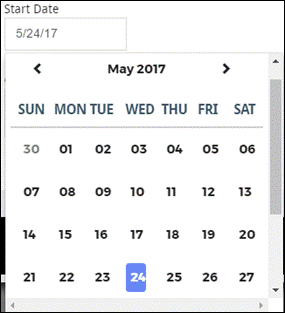 Start Date
5/24/17
May 2017
SUN MON TUE WED THU FRI SAT
30 01 02 03 04 05 06
07 08 09 10 11 12 13
14 15 16 17 18 19 20
21 22 23 24 25 26 27